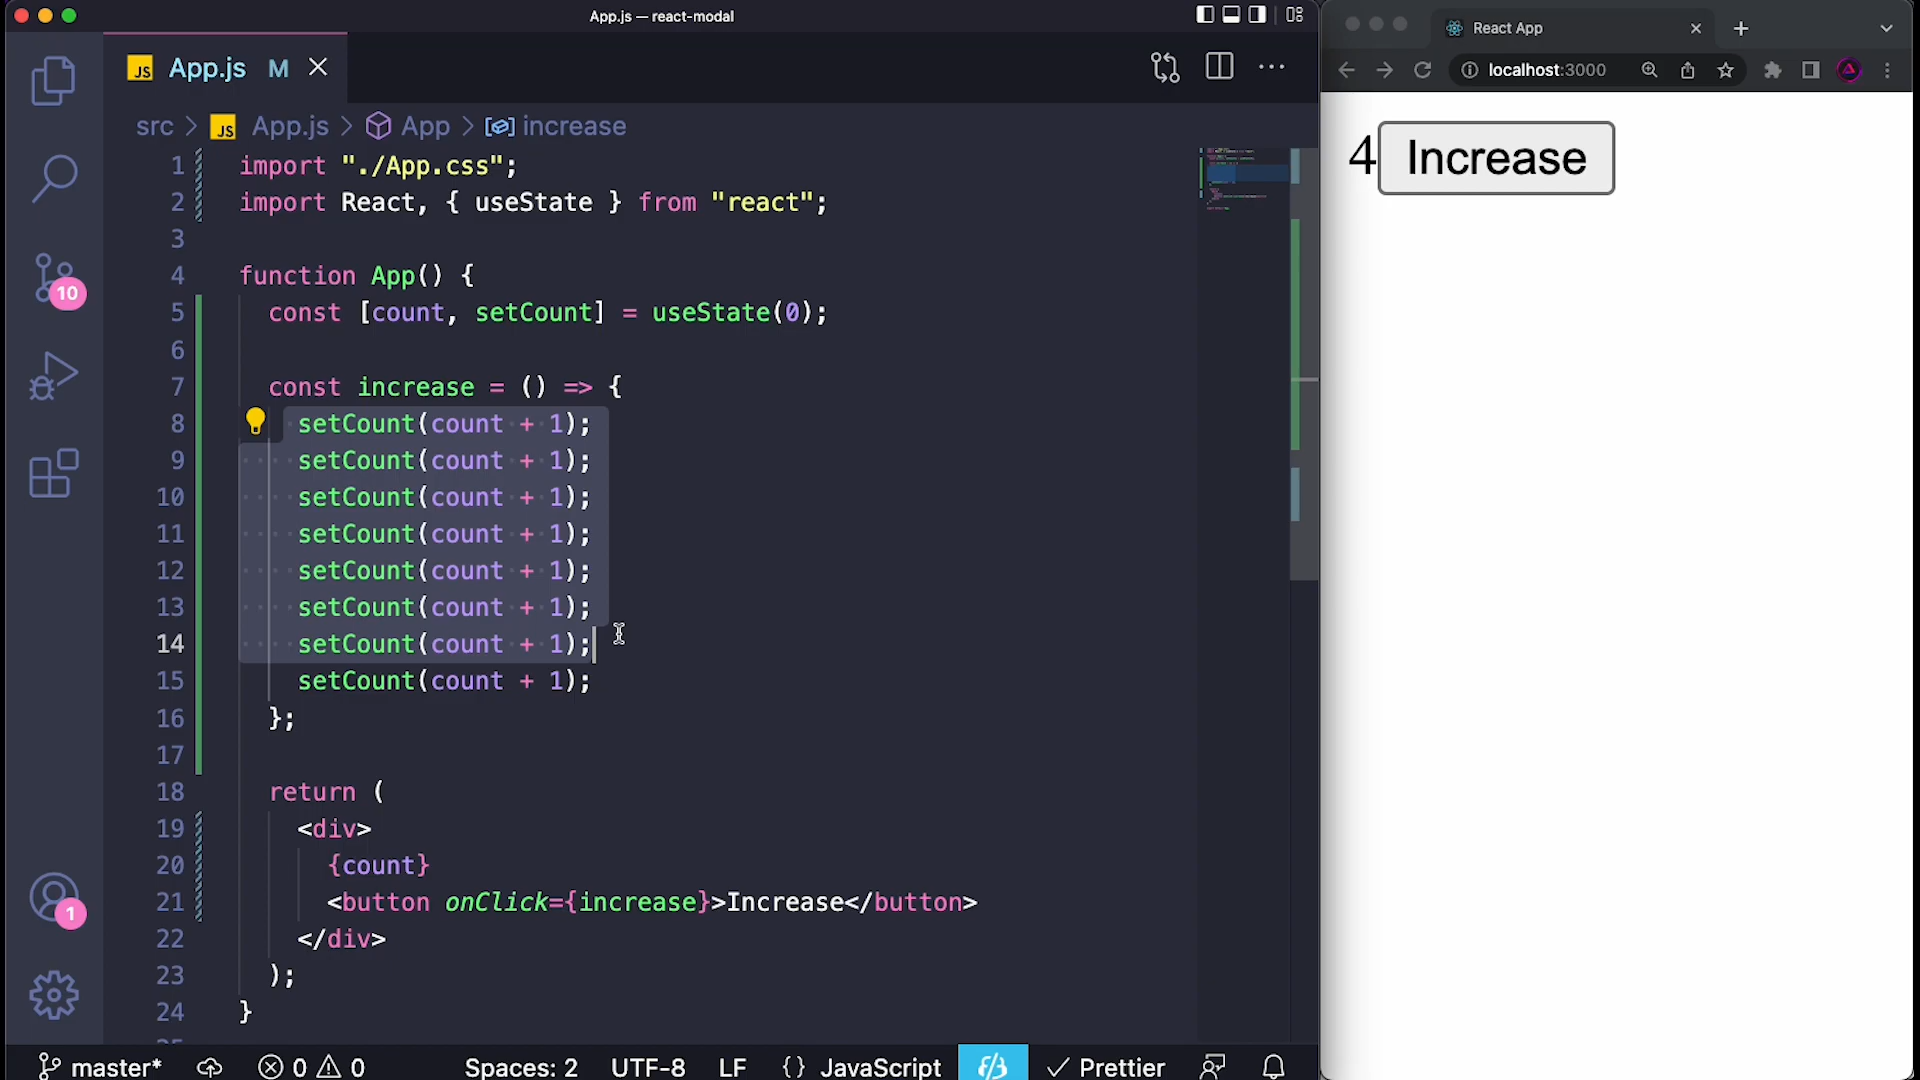 App.js — react-modal
JS App.js M
src > JS App.js > App > increase
1 import "./App.css";
2 import React, { useState } from "react";
3
4 function App() {
5 const [count, setCount] = useState(0);
6
7 const increase = () => {
8 setCount(count + 1);
9 setCount(count + 1);
10 setCount(count + 1);
11 setCount(count + 1);
12 setCount(count + 1);
13 setCount(count + 1);
14 setCount(count + 1);
15 setCount(count + 1);
16 };
17
18 return (
19 <div>
20 {count}
21 <button onClick={increase}>Increase</button>
22 </div>
23 );
24 }
10
1
master* 0 0 Spaces: 2 UTF-8 LF {} JavaScript Prettier
React App
localhost:3000
4 Increase